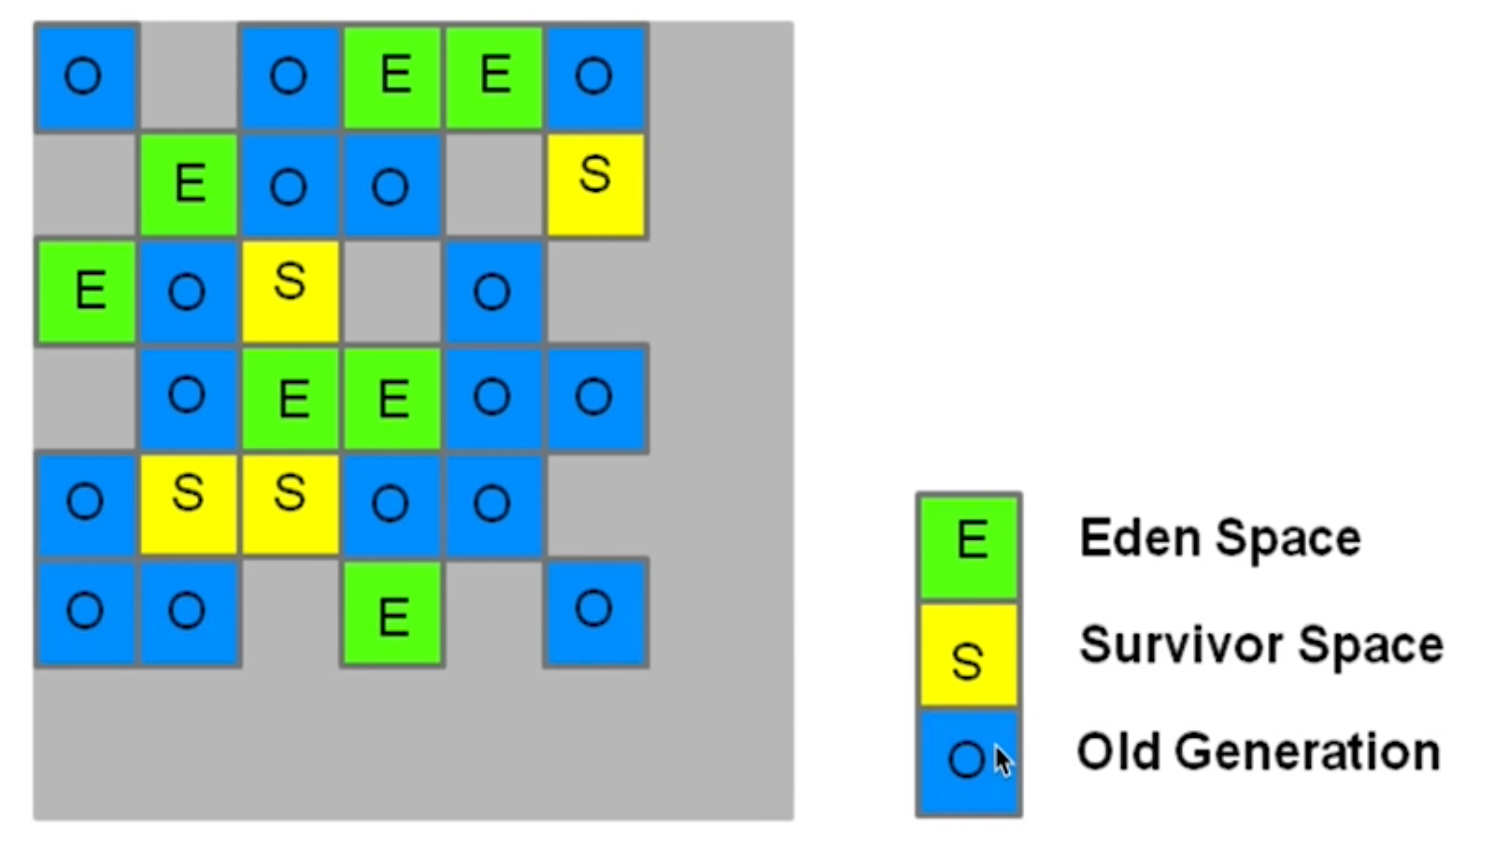 O O E E O
E O O S
E O S O
O E E O O
O S S O O
O O E O
E Eden Space
S Survivor Space
O Old Generation